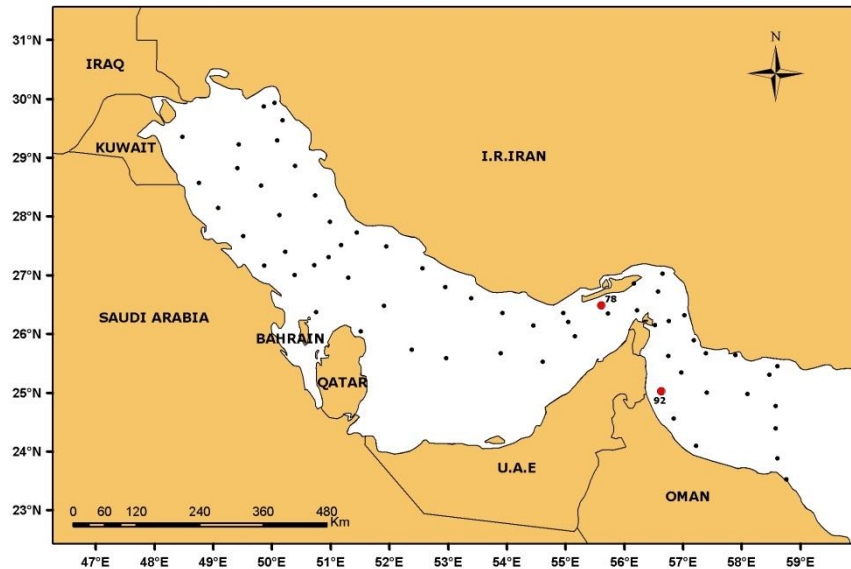 31°N
30°N
29°N
28°N
27°N
26°N
25°N
24°N
23°N
N
IRAQ
KUWAIT
I.R.IRAN
SAUDI ARABIA
BAHRAIN
QATAR
78
92
U.A.E
OMAN
0 60 120 240 360 480
Km
47°E 48°E 49°E 50°E 51°E 52°E 53°E 54°E 55°E 56°E 57°E 58°E 59°E